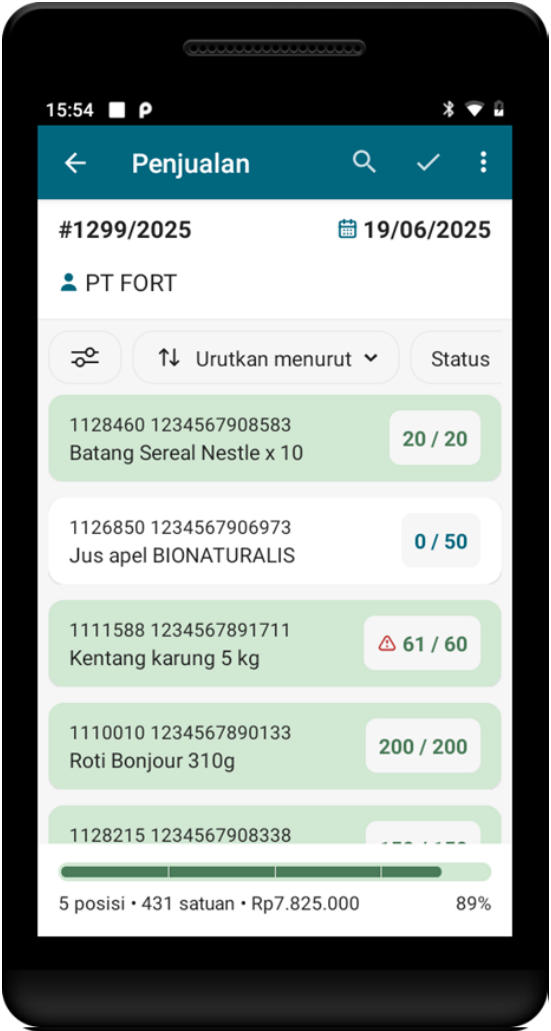 15:54
Penjualan
#1299/2025 19/06/2025
PT FORT
Urutkan menurut Status
1128460 1234567908583
Batang Sereal Nestle x 10
20 / 20
1126850 1234567906973
Jus apel BIONATURALIS
0 / 50
1111588 1234567891711
Kentang karung 5 kg
61 / 60
1110010 1234567890133
Roti Bonjour 310g
200 / 200
1128215 1234567908338
5 posisi • 431 satuan • Rp7.825.000 89%